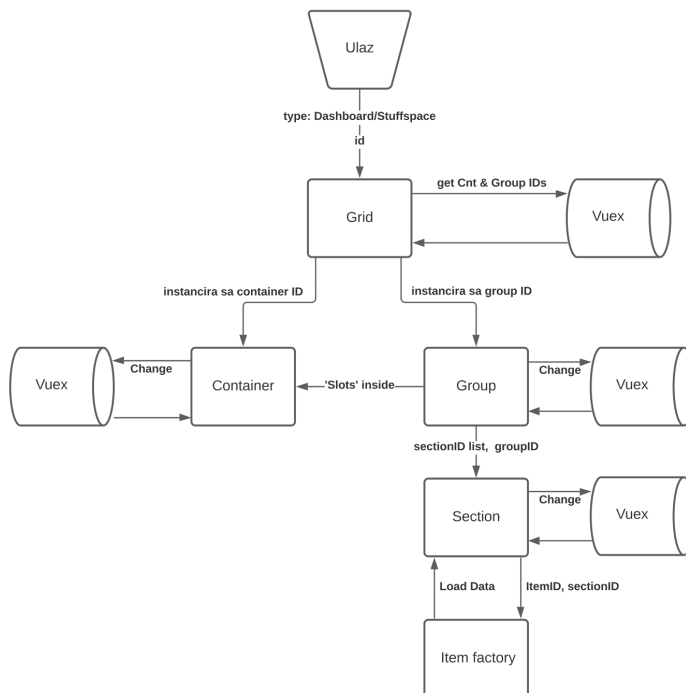 Ulaz
type: Dashboard/Stuffspace
id
get Cnt & Group IDs
Grid
Vuex
instancira sa container ID
instancira sa group ID
Vuex
Change
Container
'Slots' inside
Group
Change
Vuex
sectionID list, groupID
Section
Change
Vuex
Load Data
ItemID, sectionID
Item factory